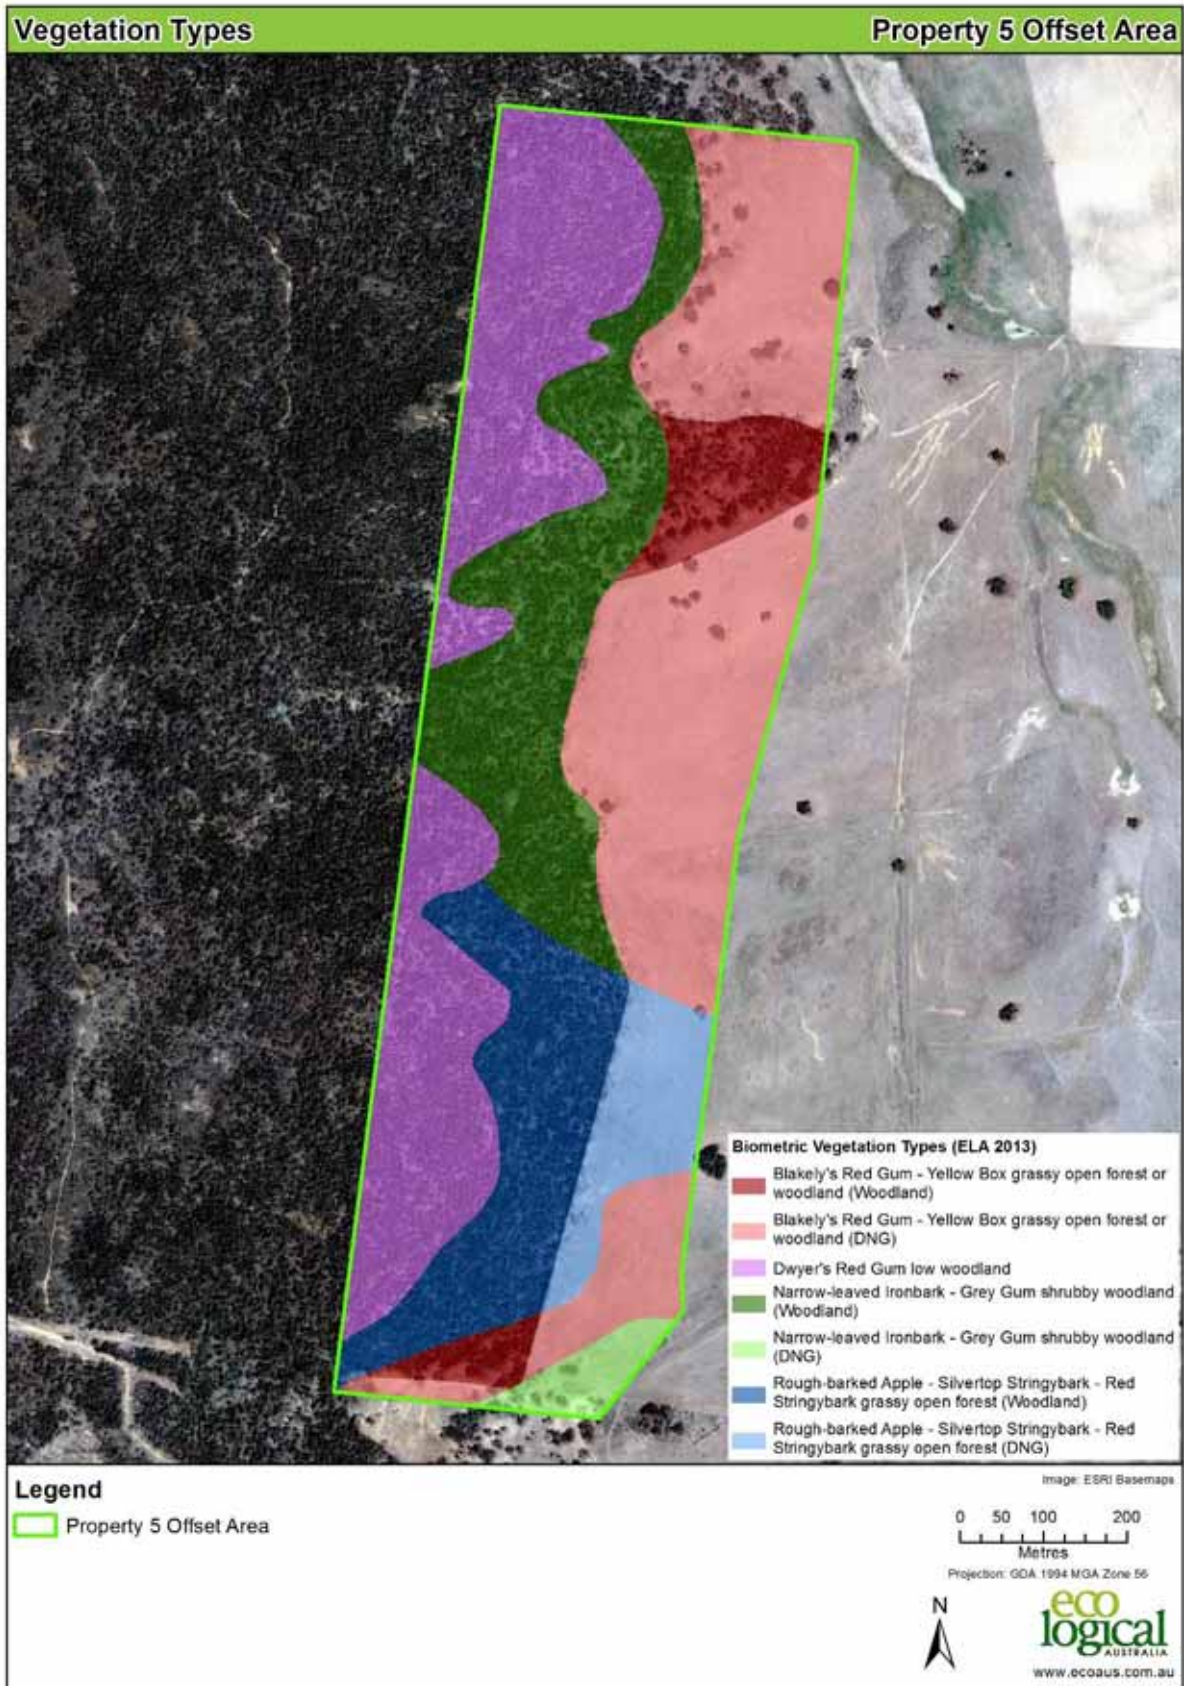 Vegetation Types
Property 5 Offset Area
Biometric Vegetation Types (ELA 2013)
Blakely's Red Gum - Yellow Box grassy open forest or
woodland (Woodland)
Blakely's Red Gum - Yellow Box grassy open forest or
woodland (DNG)
Dwyer's Red Gum low woodland
Narrow-leaved Ironbark - Grey Gum shrubby woodland
(Woodland)
Narrow-leaved Ironbark - Grey Gum shrubby woodland
(DNG)
Rough-barked Apple - Silvertop Stringybark - Red
Stringybark grassy open forest (Woodland)
Rough-barked Apple - Silvertop Stringybark - Red
Stringybark grassy open forest (DNG)
Legend
Property 5 Offset Area
Image: ESRI Basemaps
0 50 100 200
Metres
Projection: GDA 1994 MGA Zone 56
N
eco
logical
AUSTRALIA
www.ecoaus.com.au